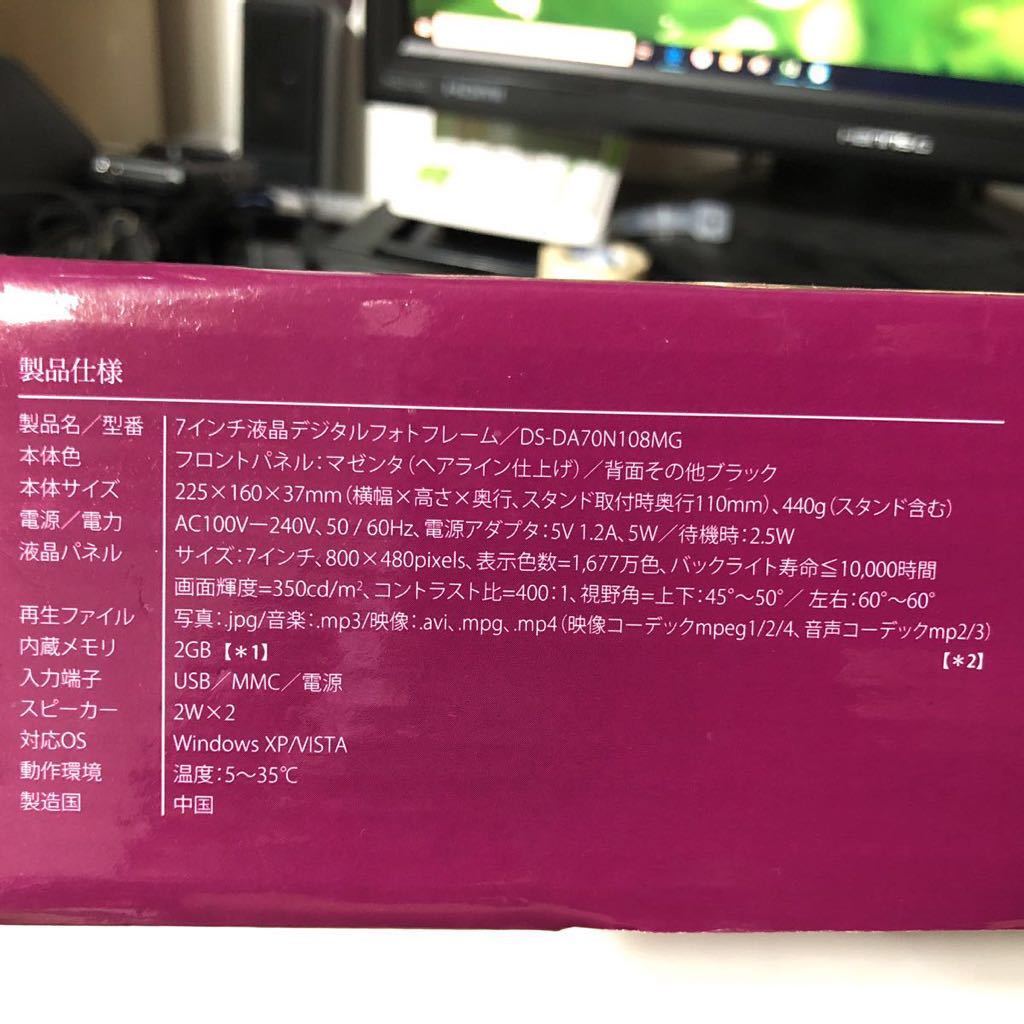 製品仕様
製品名／型番 7インチ液晶デジタルフォトフレーム／DS-DA70N108MG
本体色 フロントパネル：マゼンタ（ヘアライン仕上げ）／背面その他ブラック
本体サイズ 225×160×37mm（横幅×高さ×奥行、スタンド取付時奥行110mm）、440g（スタンド含む）
電源／電力 AC100V—240V、50 / 60Hz、電源アダプタ：5V 1.2A、5W／待機時：2.5W
液晶パネル サイズ：7インチ、800×480pixels、表示色数=1,677万色、バックライト寿命≦10,000時間
画面輝度=350cd/m²、コントラスト比=400：1、視野角=上下：45°〜50°／ 左右：60°〜60°
再生ファイル 写真：.jpg/音楽：.mp3/映像：.avi、.mpg、.mp4（映像コーデックmpeg1/2/4、音声コーデックmp2/3）
内蔵メモリ 2GB【＊1】 【＊2】
入力端子 USB／MMC／電源
スピーカー 2W×2
対応OS Windows XP/VISTA
動作環境 温度：5〜35℃
製造国 中国